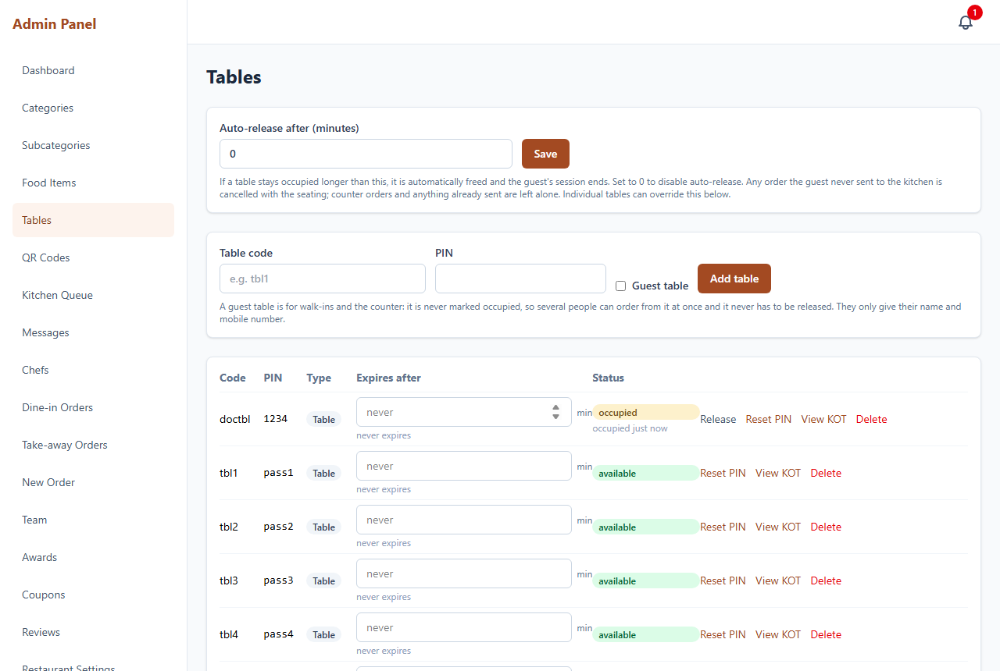 Admin Panel
1
Dashboard
Categories
Subcategories
Food Items
Tables
QR Codes
Kitchen Queue
Messages
Chefs
Dine-in Orders
Take-away Orders
New Order
Team
Awards
Coupons
Reviews
Restaurant Settings
Tables
Auto-release after (minutes)
0 Save
If a table stays occupied longer than this, it is automatically freed and the guest's session ends. Set to 0 to disable auto-release. Any order the guest never sent to the kitchen is
cancelled with the seating; counter orders and anything already sent are left alone. Individual tables can override this below.
Table code PIN
e.g. tbl1 Guest table Add table
A guest table is for walk-ins and the counter: it is never marked occupied, so several people can order from it at once and it never has to be released. They only give their name and
mobile number.
Code PIN Type Expires after Status
doctbl 1234 Table never min occupied Release Reset PIN View KOT Delete
never expires occupied just now
tbl1 pass1 Table never min available Reset PIN View KOT Delete
never expires
tbl2 pass2 Table never min available Reset PIN View KOT Delete
never expires
tbl3 pass3 Table never min available Reset PIN View KOT Delete
never expires
tbl4 pass4 Table never min available Reset PIN View KOT Delete
never expires